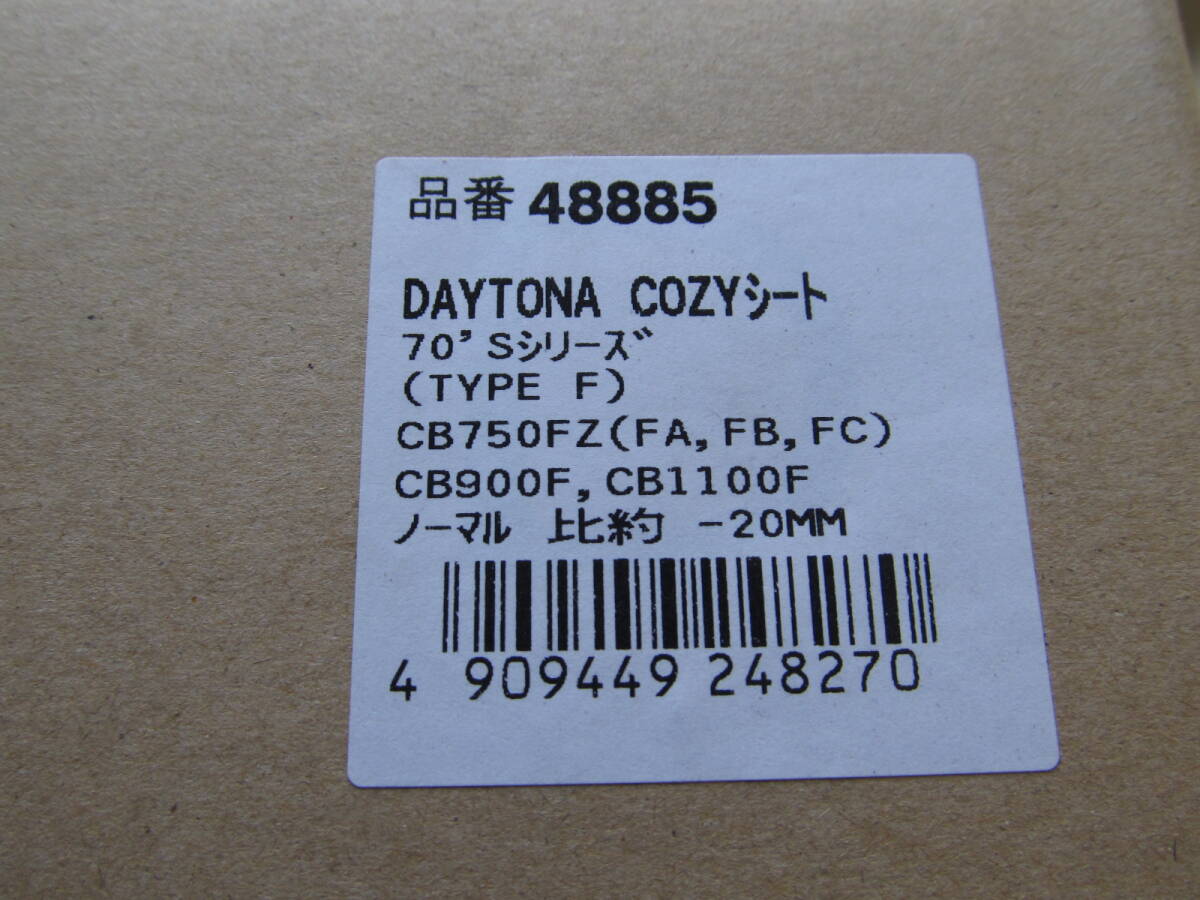 品番 48885
DAYTONA COZYシート
70'Sシリーズ
(TYPE F)
CB750FZ(FA,FB,FC)
CB900F,CB1100F
ノーマル 比約 -20MM
4 909449 248270